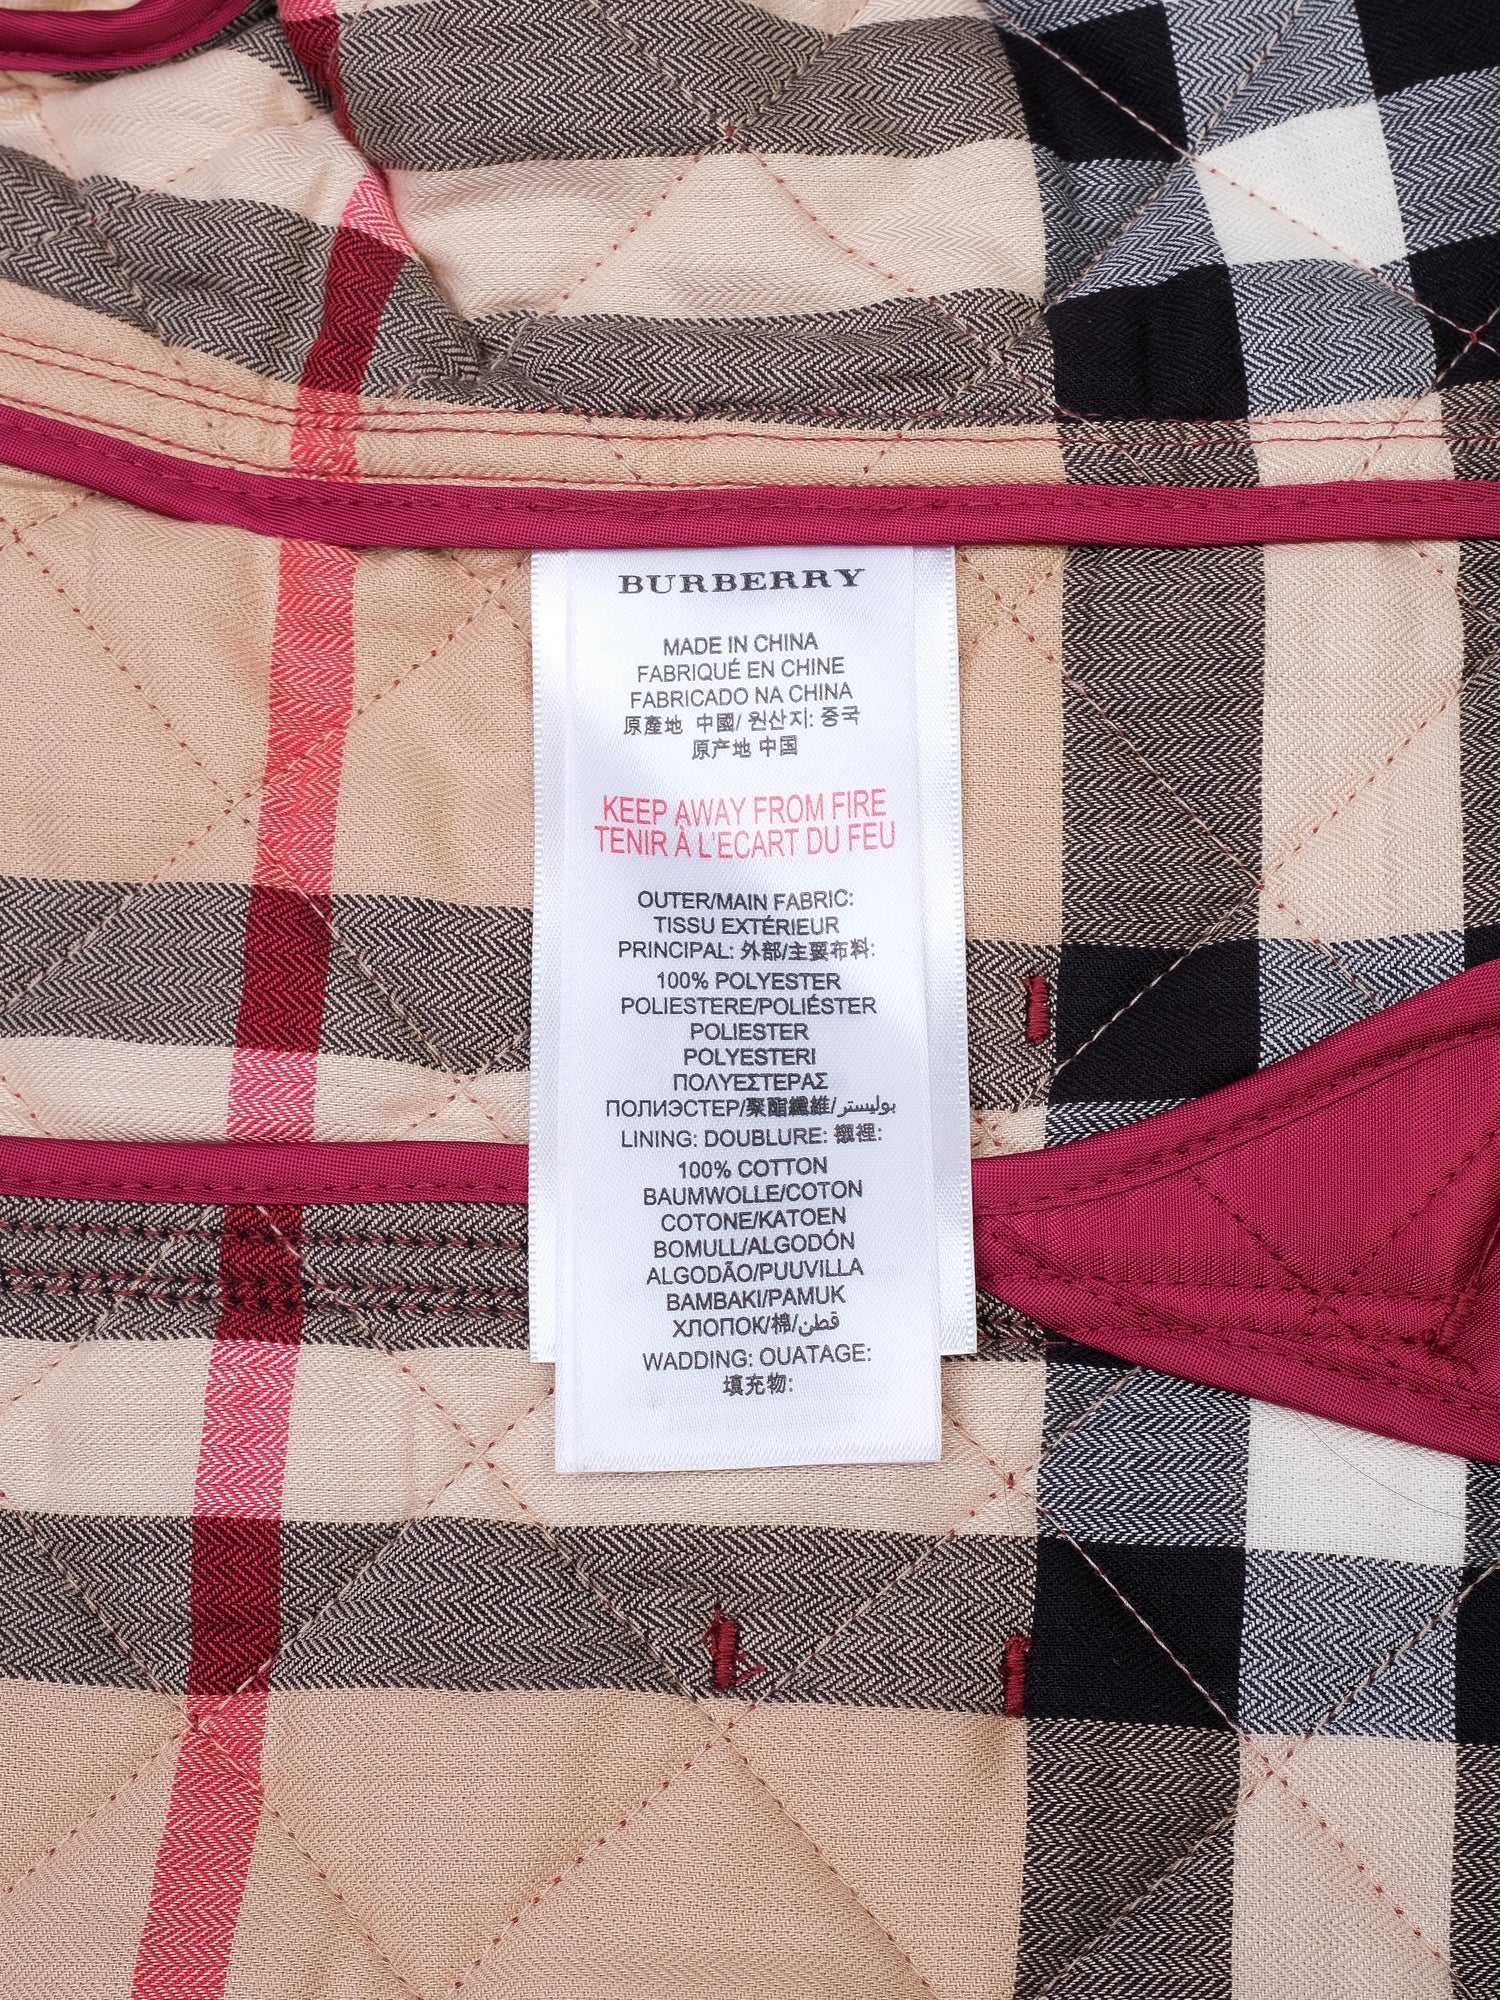 BURBERRY
MADE IN CHINA
FABRIQUÉ EN CHINE
FABRICADO NA CHINA
原產地 中國/ 원산지: 중국
原产地 中国
KEEP AWAY FROM FIRE
TENIR À L'ECART DU FEU
OUTER/MAIN FABRIC:
TISSU EXTÉRIEUR
PRINCIPAL: 外部/主要布料:
100% POLYESTER
POLIESTERE/POLIÉSTER
POLIESTER
POLYESTERI
ΠΟΛΥΕΣΤΕΡΑΣ
ПОЛИЭСТЕР/聚酯纖維/بوليستر
LINING: DOUBLURE: 襯裡:
100% COTTON
BAUMWOLLE/COTON
COTONE/KATOEN
BOMULL/ALGODÓN
ALGODÃO/PUUVILLA
BAMBAKI/PAMUK
ХЛОПОК/棉/قطن
WADDING: OUATAGE:
填充物: